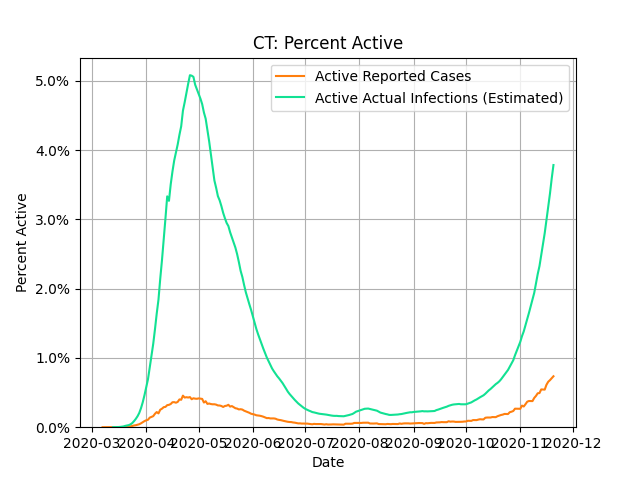 CT: Percent Active
Active Reported Cases
Active Actual Infections (Estimated)
Percent Active
5.0%
4.0%
3.0%
2.0%
1.0%
0.0%
2020-03 2020-04 2020-05 2020-06 2020-07 2020-08 2020-09 2020-10 2020-11 2020-12
Date